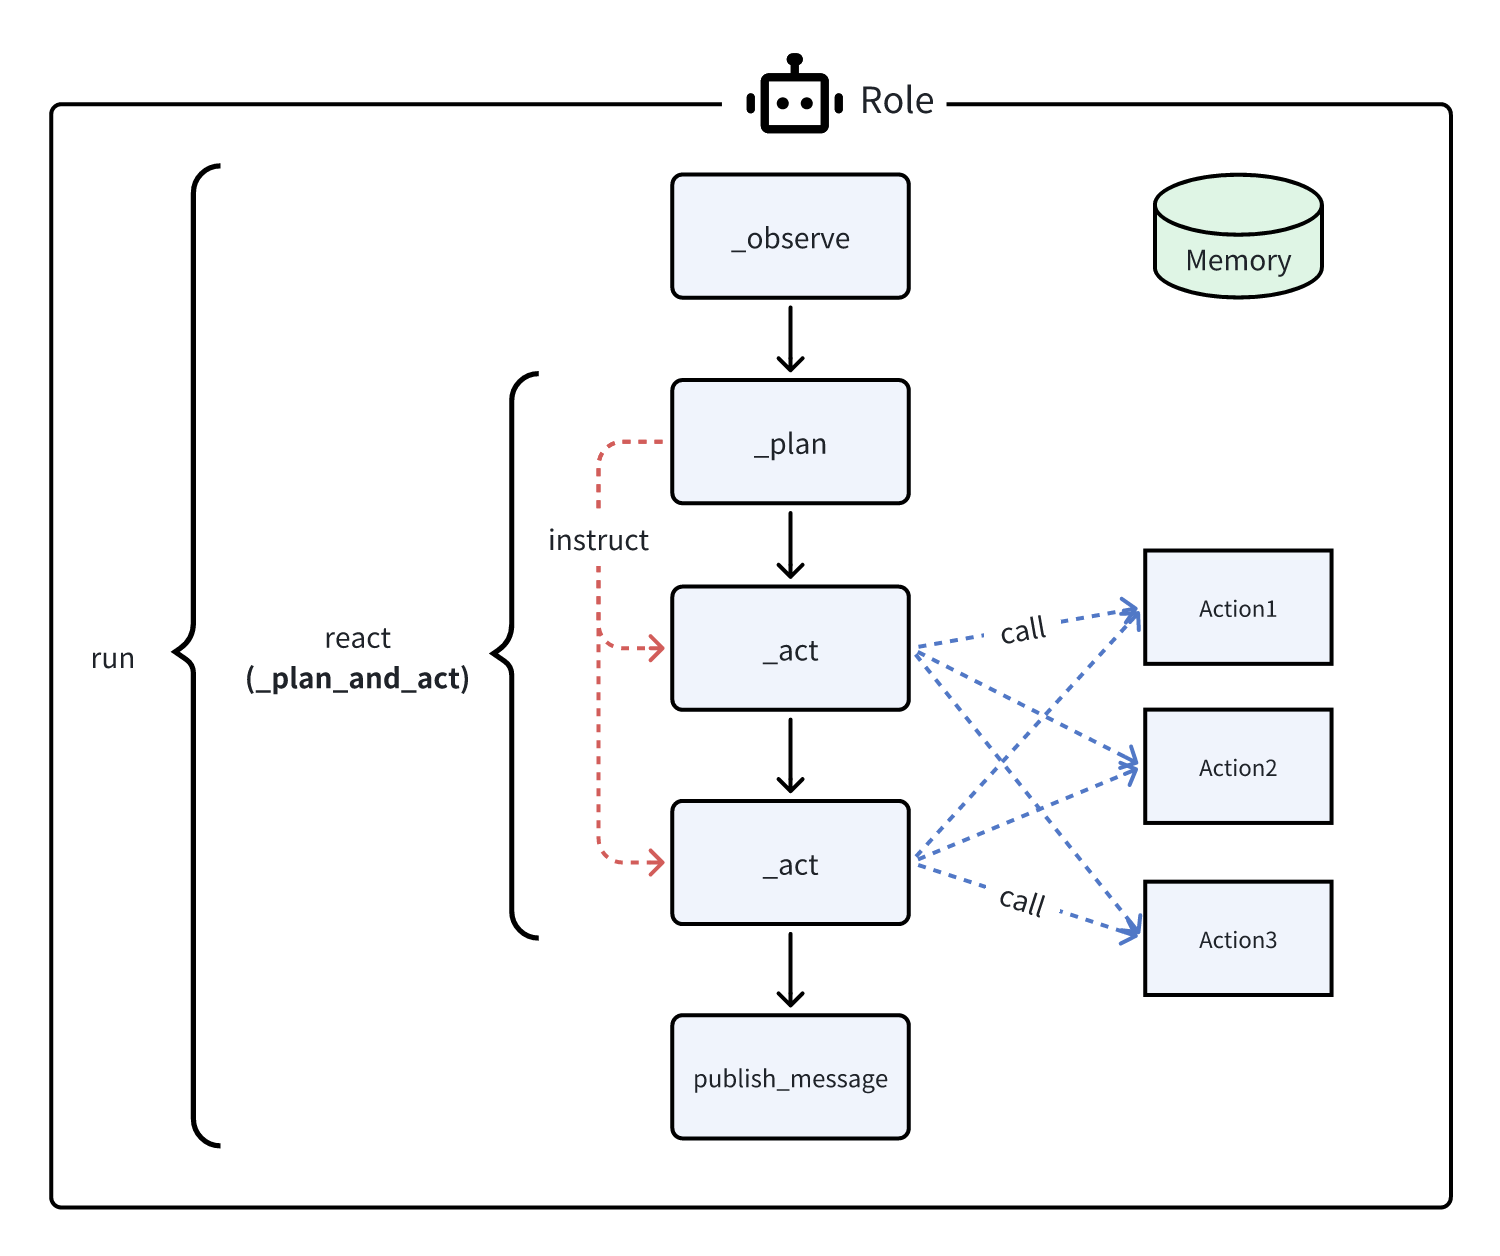 Role
_observe
Memory
_plan
instruct
Action1
call
run
react
(_plan_and_act)
_act
Action2
_act
call
Action3
publish_message